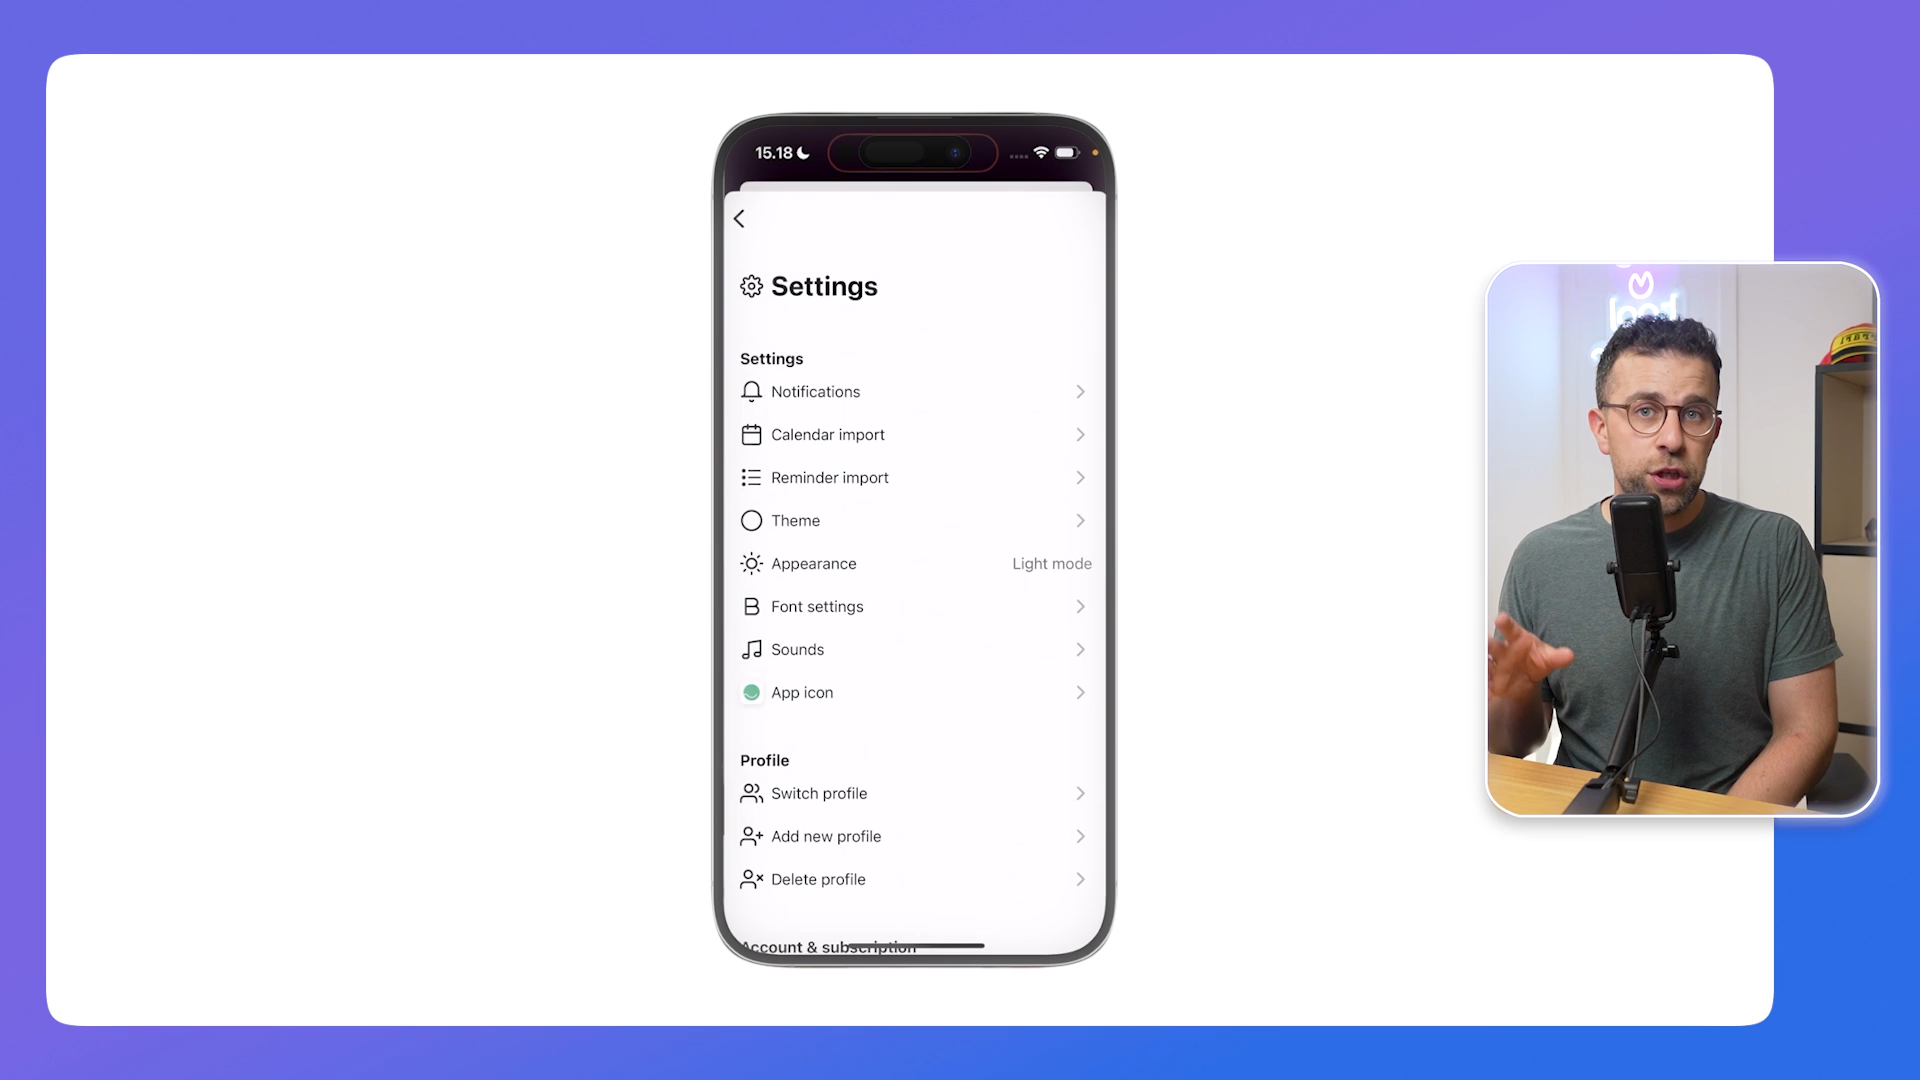 15.18
Settings
Settings
Notifications
Calendar import
Reminder import
Theme
Appearance
Light mode
Font settings
Sounds
App icon
Profile
Switch profile
Add new profile
Delete profile
Account & subscription